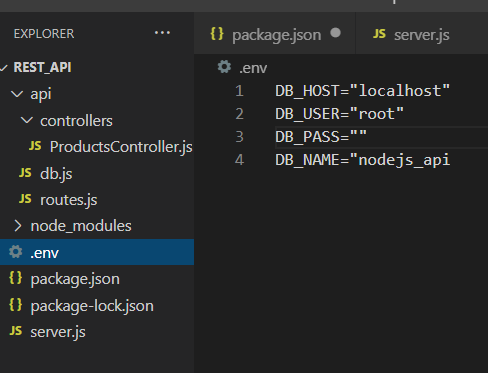 EXPLORER ...
REST_API
api
controllers
JS ProductsController.js
JS db.js
JS routes.js
node_modules
.env
{} package.json
{} package-lock.json
JS server.js
{} package.json ● JS server.js
.env
1 DB_HOST="localhost"
2 DB_USER="root"
3 DB_PASS=""
4 DB_NAME="nodejs_api